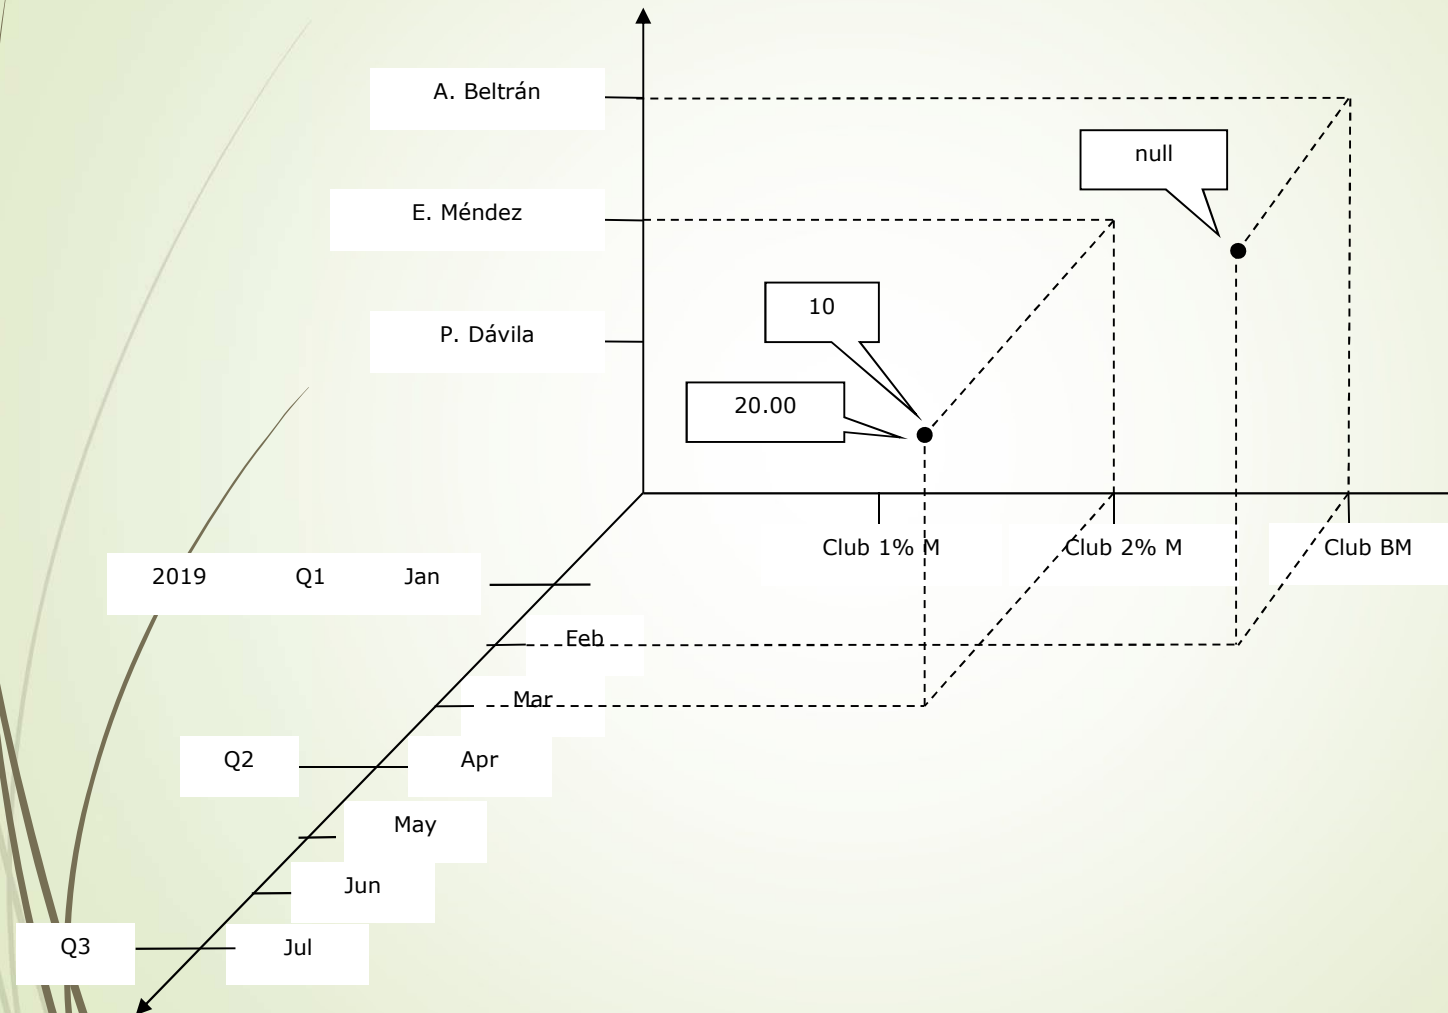 A. Beltrán
null
E. Méndez
10
P. Dávila
20.00
Club 1% M
Club 2% M
Club BM
2019 Q1 Jan
Feb
Mar
Q2 Apr
May
Jun
Q3 Jul